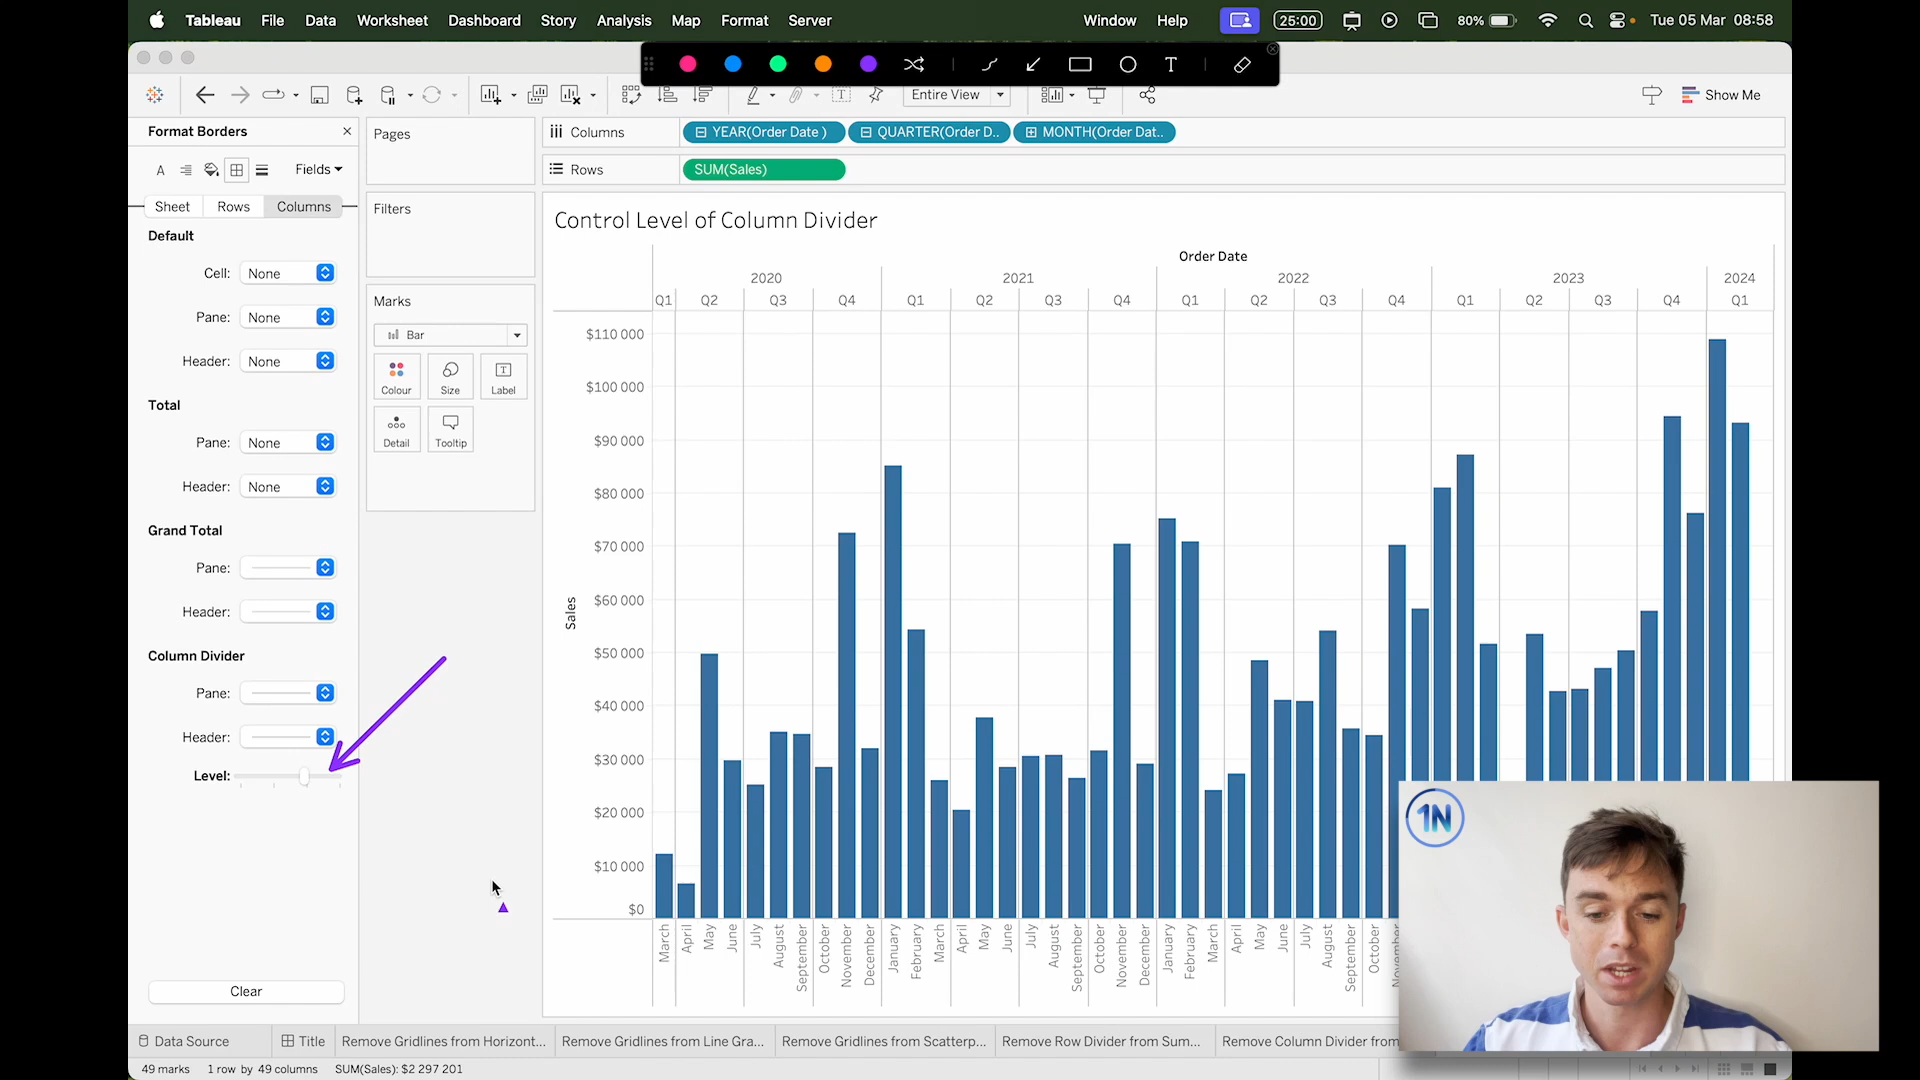 Tableau File Data Worksheet Dashboard Story Analysis Map Format Server Window Help 25:00 80% Tue 05 Mar 08:58
T
Entire View
Show Me
Format Borders
Fields
Sheet Rows Columns
Default
Cell: None
Pane: None
Header: None
Total
Pane: None
Header: None
Grand Total
Pane:
Header:
Column Divider
Pane:
Header:
Level:
Clear
Pages
Filters
Marks
Bar
Colour Size Label
Detail Tooltip
iii Columns YEAR(Order Date ) QUARTER(Order D.. MONTH(Order Dat..
Rows SUM(Sales)
Control Level of Column Divider
Order Date
2020 2021 2022 2023 2024
Q1 Q2 Q3 Q4 Q1 Q2 Q3 Q4 Q1 Q2 Q3 Q4 Q1 Q2 Q3 Q4 Q1
Sales
$110 000
$100 000
$90 000
$80 000
$70 000
$60 000
$50 000
$40 000
$30 000
$20 000
$10 000
$0
March April May June July August September October November December January February March April May June July August September October November December January February March April May June July August September October
1N
Data Source Title Remove Gridlines from Horizont... Remove Gridlines from Line Gra... Remove Gridlines from Scatterp... Remove Row Divider from Sum... Remove Column Divider from
49 marks 1 row by 49 columns SUM(Sales): $2 297 201